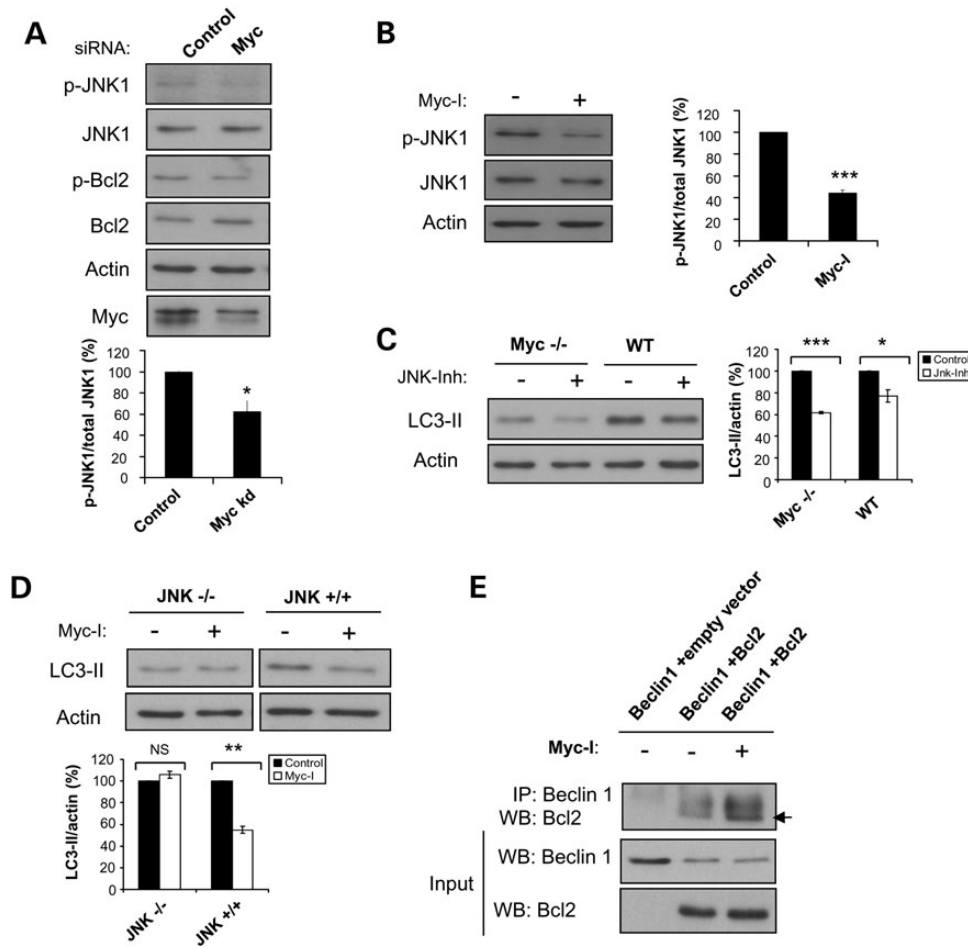 A
siRNA: Control Myc
p-JNK1
JNK1
p-Bcl2
Bcl2
Actin
Myc
p-JNK1/total JNK1 (%)
120
100
80
60
40
20
0
*
Control Myc kd
B
Myc-I: - +
p-JNK1
JNK1
Actin
p-JNK1/total JNK1 (%)
120
100
80
60
40
20
0
***
Control Myc-I
C
Myc -/- WT
JNK-Inh: - + - +
LC3-II
Actin
LC3-II/actin (%)
120
100
80
60
40
20
0
*** *
Control
Jnk-Inh
Myc -/- WT
D
JNK -/- JNK +/+
Myc-I: - + - +
LC3-II
Actin
LC3-II/actin (%)
120
100
80
60
40
20
0
NS **
Control
Myc-I
JNK -/- JNK +/+
E
Beclin1 +empty vector
Beclin1 +Bcl2
Beclin1 +Bcl2
Myc-I: - - +
IP: Beclin 1
WB: Bcl2
Input
WB: Beclin 1
WB: Bcl2